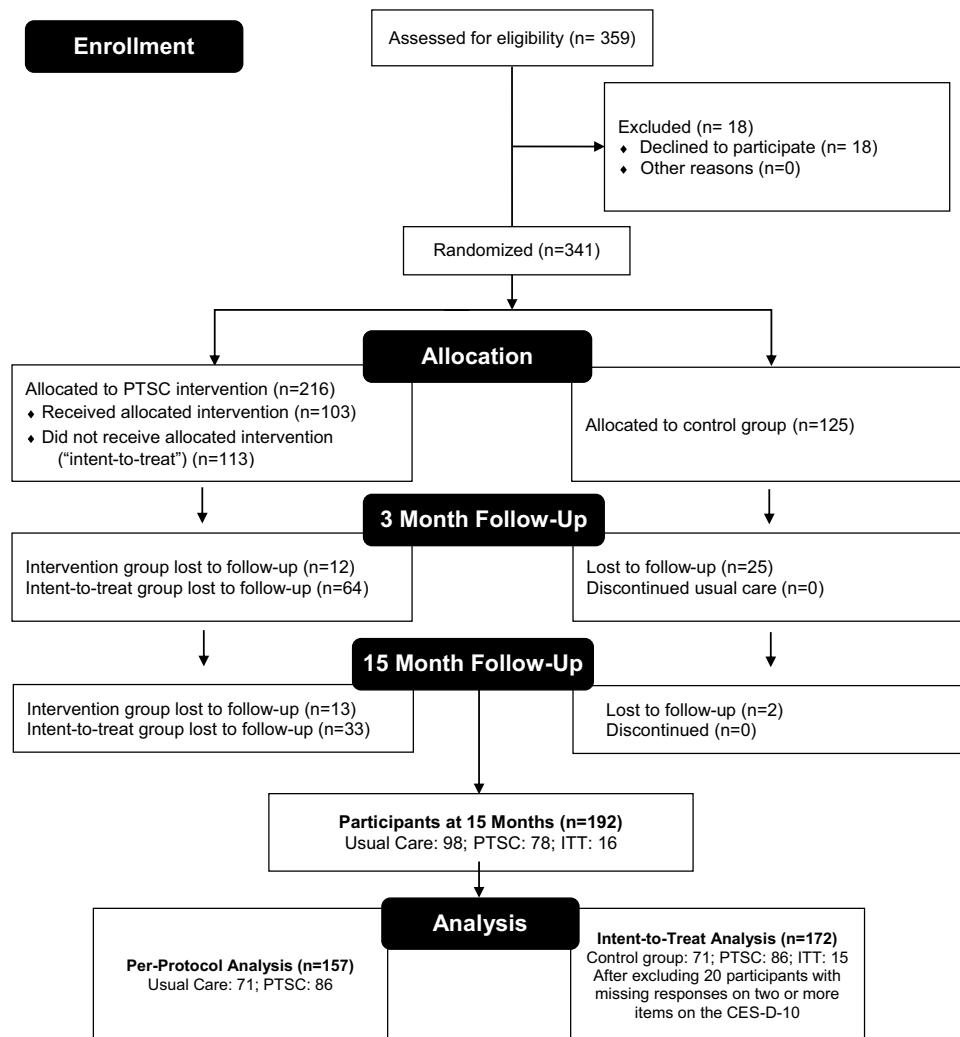 Enrollment
Assessed for eligibility (n= 359)
Excluded (n= 18)
♦ Declined to participate (n= 18)
♦ Other reasons (n=0)
Randomized (n=341)
Allocation
Allocated to PTSC intervention (n=216)
♦ Received allocated intervention (n=103)
♦ Did not receive allocated intervention
(“intent-to-treat”) (n=113)
Allocated to control group (n=125)
3 Month Follow-Up
Intervention group lost to follow-up (n=12)
Intent-to-treat group lost to follow-up (n=64)
Lost to follow-up (n=25)
Discontinued usual care (n=0)
15 Month Follow-Up
Intervention group lost to follow-up (n=13)
Intent-to-treat group lost to follow-up (n=33)
Lost to follow-up (n=2)
Discontinued (n=0)
Participants at 15 Months (n=192)
Usual Care: 98; PTSC: 78; ITT: 16
Analysis
Per-Protocol Analysis (n=157)
Usual Care: 71; PTSC: 86
Intent-to-Treat Analysis (n=172)
Control group: 71; PTSC: 86; ITT: 15
After excluding 20 participants with
missing responses on two or more
items on the CES-D-10